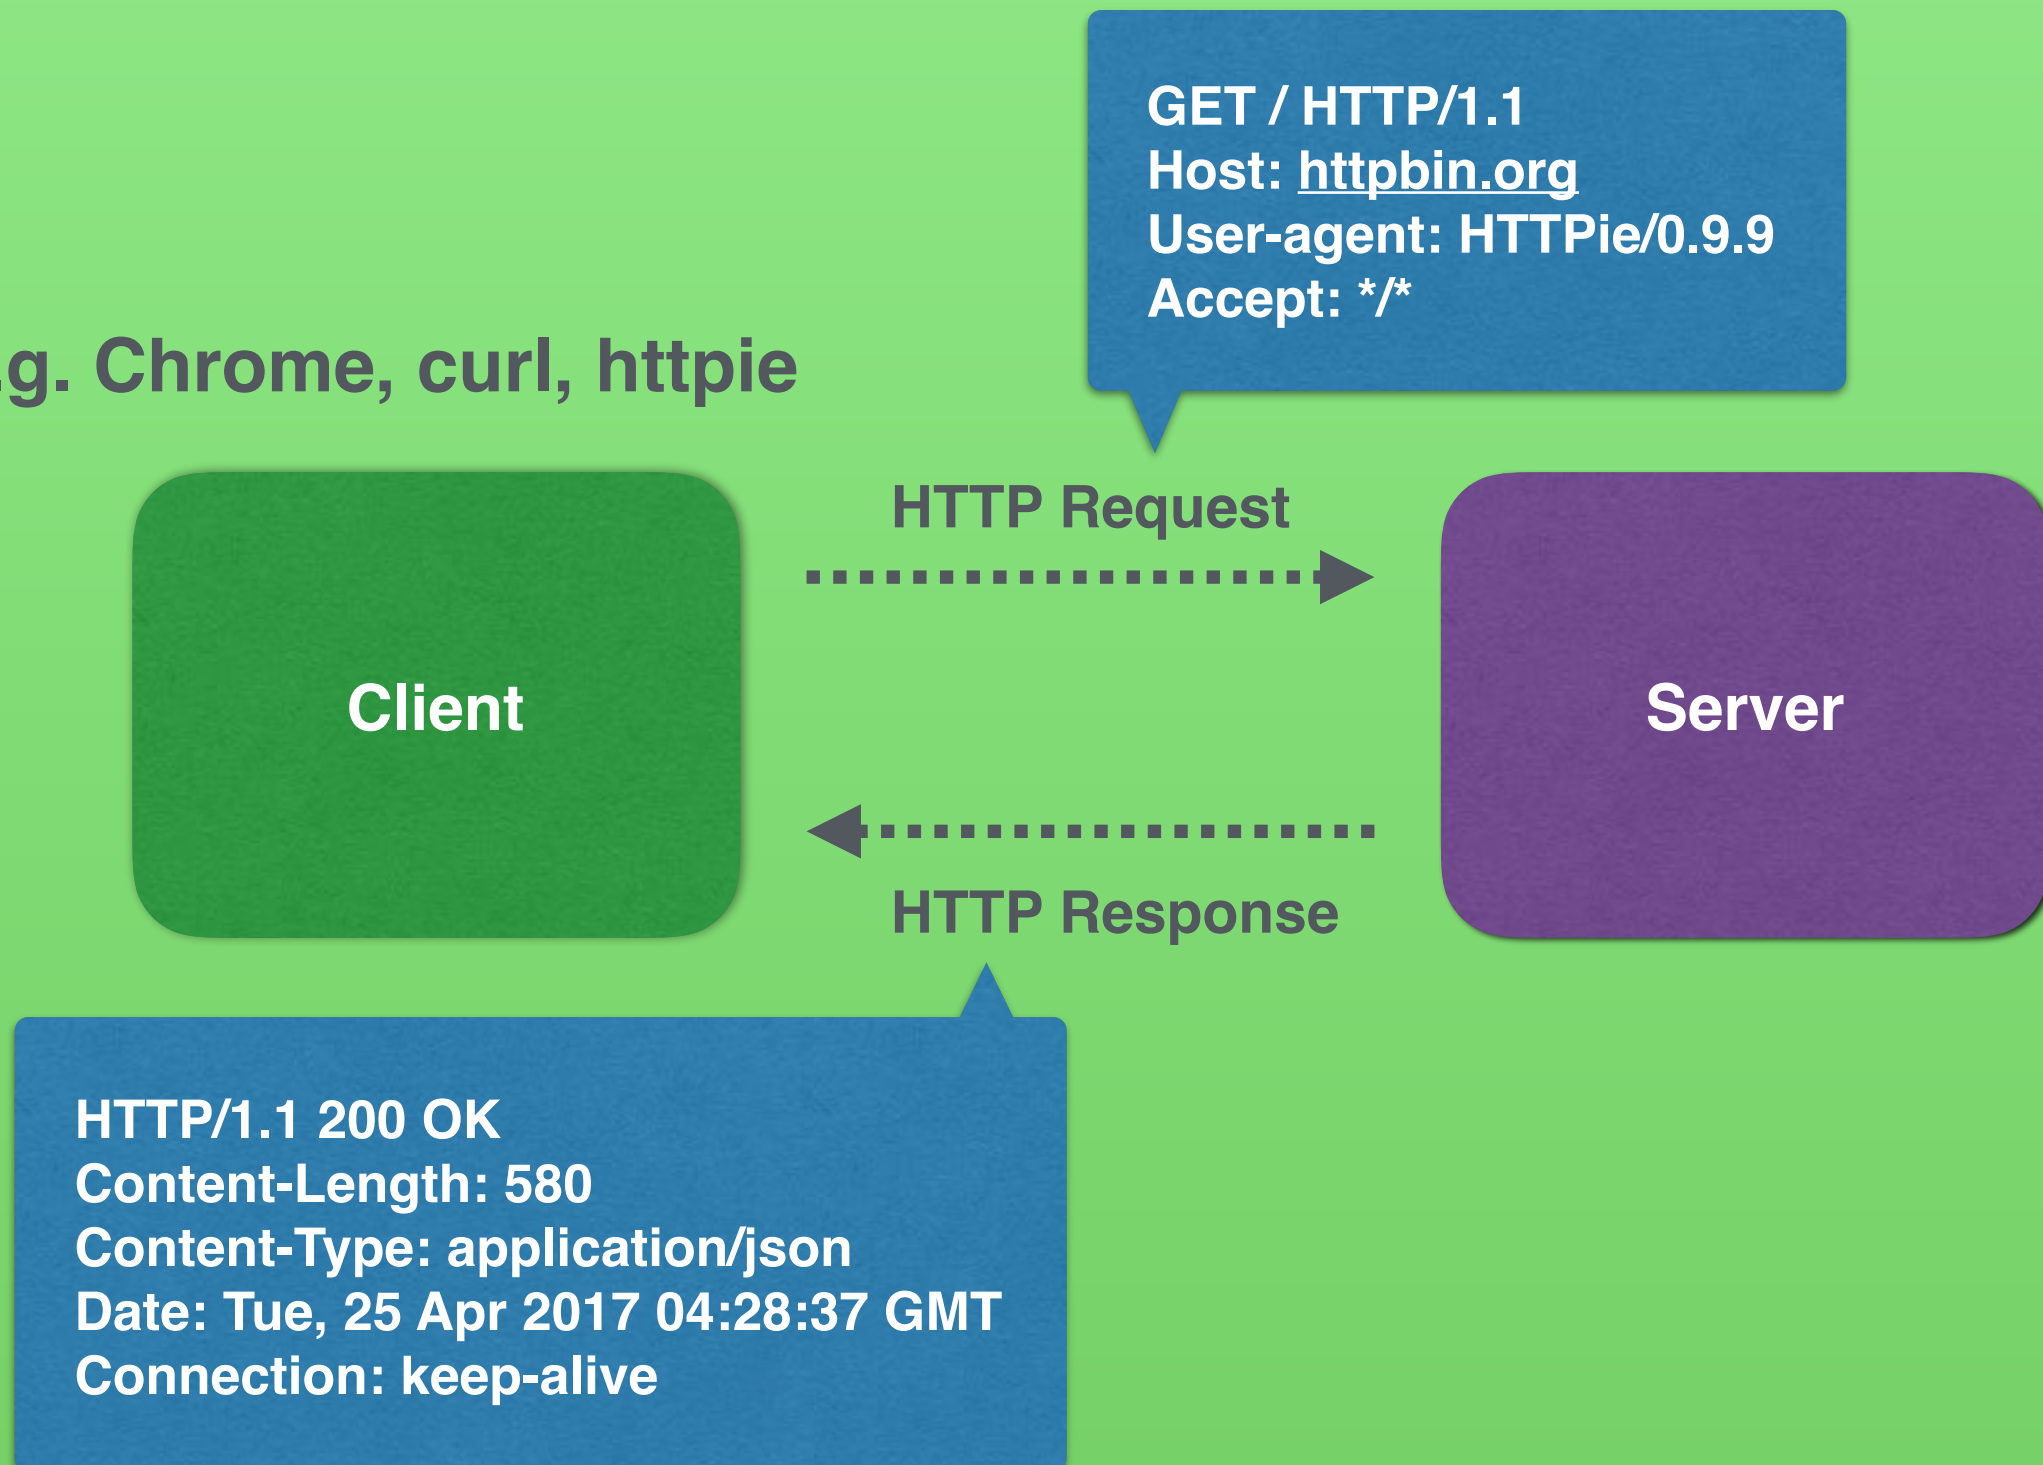 GET / HTTP/1.1
Host: httpbin.org
User-agent: HTTPie/0.9.9
Accept: */*
.g. Chrome, curl, httpie
HTTP Request
Client
Server
HTTP Response
HTTP/1.1 200 OK
Content-Length: 580
Content-Type: application/json
Date: Tue, 25 Apr 2017 04:28:37 GMT
Connection: keep-alive